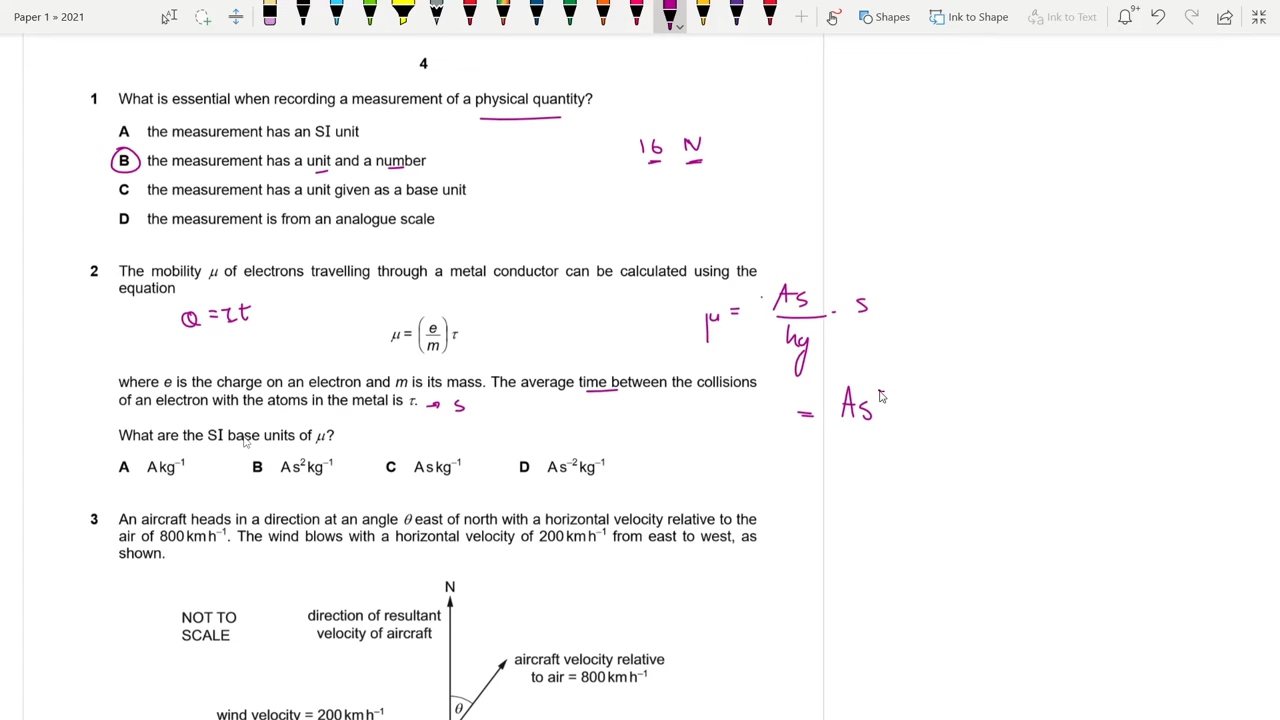 Paper 1 » 2021
Shapes
Ink to Shape
Ink to Text
9+
4
1 What is essential when recording a measurement of a physical quantity?
A the measurement has an SI unit
B the measurement has a unit and a number
16 N
C the measurement has a unit given as a base unit
D the measurement is from an analogue scale
2 The mobility μ of electrons travelling through a metal conductor can be calculated using the
equation
Q = It
μ = (e/m) τ
μ = As/kg · s
where e is the charge on an electron and m is its mass. The average time between the collisions
of an electron with the atoms in the metal is τ. → s
= As
What are the SI base units of μ?
A A kg⁻¹ B A s² kg⁻¹ C A s kg⁻¹ D A s⁻² kg⁻¹
3 An aircraft heads in a direction at an angle θ east of north with a horizontal velocity relative to the
air of 800 km h⁻¹. The wind blows with a horizontal velocity of 200 km h⁻¹ from east to west, as
shown.
N
NOT TO
SCALE
direction of resultant
velocity of aircraft
aircraft velocity relative
to air = 800 km h⁻¹
θ
wind velocity = 200 km h⁻¹